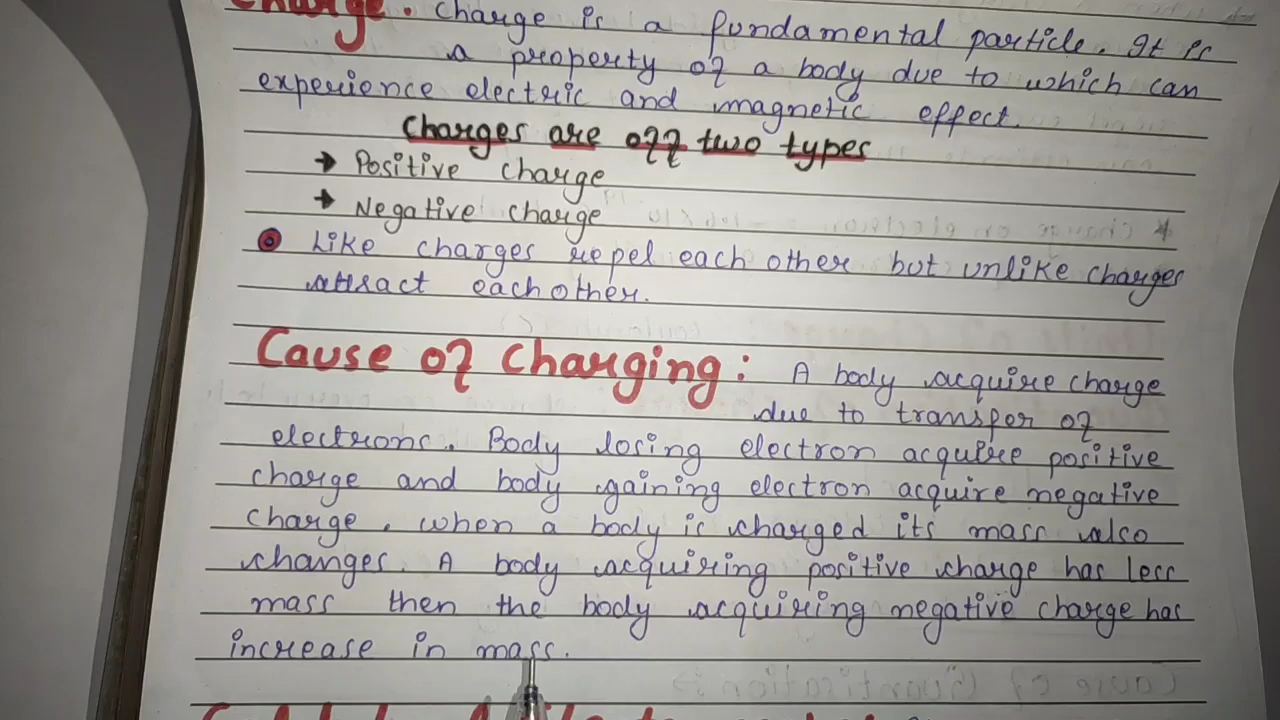 Charge. Charge is a fundamental particle. It is
a property of a body due to which can
experience electric and magnetic effect.
Charges are off two types
→ Positive charge
→ Negative charge
Like charges repel each other but unlike charges
attract eachother.
Cause of Charging : A body acquire charge
due to transfer of
electrons. Body losing electron acquire positive
charge and body gaining electron acquire negative
charge. when a body is charged its mass also
changes. A body acquiring positive charge has less
mass then the body acquiring negative charge has
increase in mass.